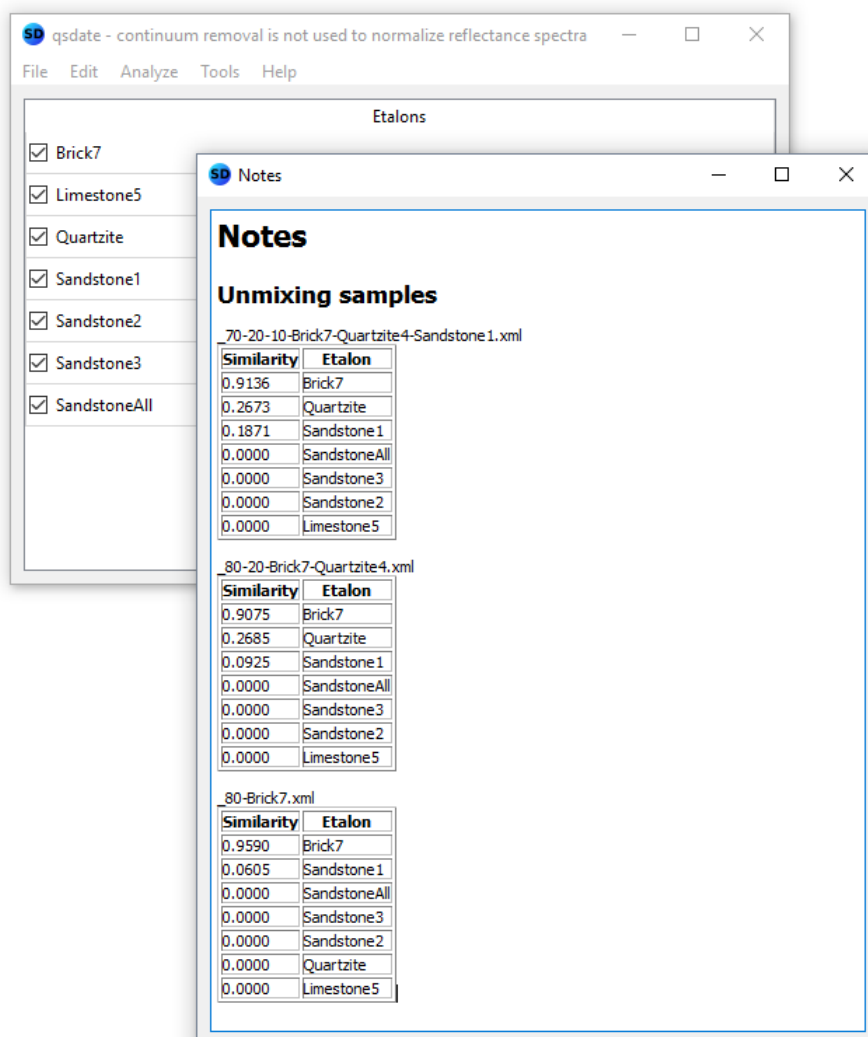 SD qsdate - continuum removal is not used to normalize reflectance spectra
File Edit Analyze Tools Help
Etalons
Brick7
Limestone5
Quartzite
Sandstone1
Sandstone2
Sandstone3
SandstoneAll
SD Notes
Notes
Unmixing samples
_70-20-10-Brick7-Quartzite4-Sandstone1.xml
Similarity Etalon
0.9136 Brick7
0.2673 Quartzite
0.1871 Sandstone1
0.0000 SandstoneAll
0.0000 Sandstone3
0.0000 Sandstone2
0.0000 Limestone5
_80-20-Brick7-Quartzite4.xml
Similarity Etalon
0.9075 Brick7
0.2685 Quartzite
0.0925 Sandstone1
0.0000 SandstoneAll
0.0000 Sandstone3
0.0000 Sandstone2
0.0000 Limestone5
_80-Brick7.xml
Similarity Etalon
0.9590 Brick7
0.0605 Sandstone1
0.0000 SandstoneAll
0.0000 Sandstone3
0.0000 Sandstone2
0.0000 Quartzite
0.0000 Limestone5